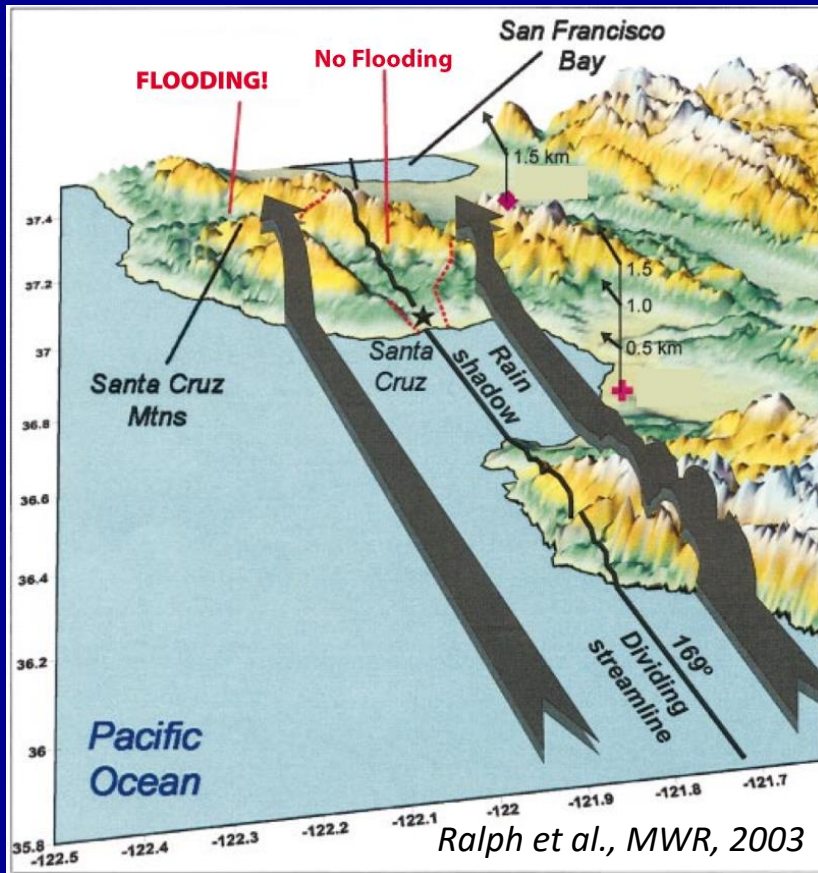 San Francisco
Bay
No Flooding
FLOODING!
1.5 km
37.4
37.2
37
36.8
36.6
36.4
36.2
36
35.8
1.5
1.0
0.5 km
Santa Cruz
Mtns
Santa
Cruz
Rain
shadow
169º
Dividing
streamline
Pacific
Ocean
-122.5
-122.4
-122.3
-122.2
-122.1
-122
-121.9
-121.8
-121.7
Ralph et al., MWR, 2003